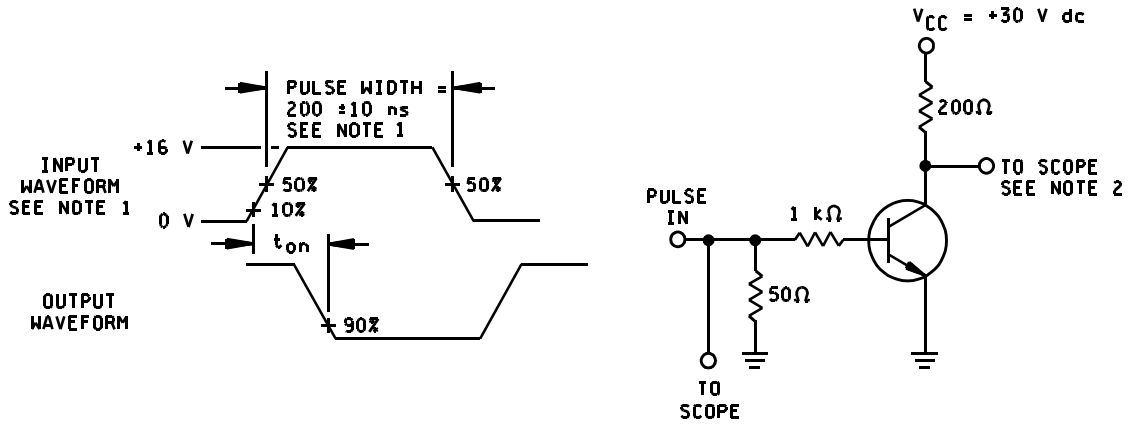 V_CC = +30 V dc
PULSE WIDTH =
200 ±10 ns
SEE NOTE 1
200Ω
+16 V
INPUT
WAVEFORM
SEE NOTE 1
50%
50%
10%
0 V
t_on
TO SCOPE
SEE NOTE 2
PULSE
IN
1 kΩ
50Ω
OUTPUT
WAVEFORM
90%
TO
SCOPE